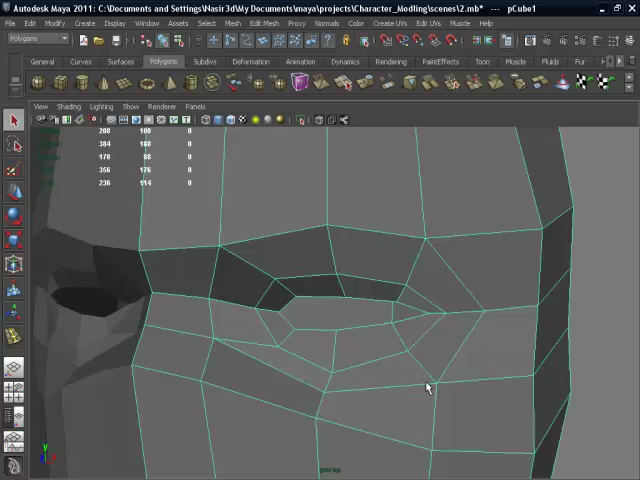 Autodesk Maya 2011: C:\Documents and Settings\Nasir3d\My Documents\maya\projects\Character_Modling\scenes\2.mb* --- pCube1
File Edit Modify Create Display Window Assets Select Mesh Edit Mesh Proxy Normals Color Create UVs Edit UVs Muscle Help
Polygons
General Curves Surfaces Polygons Subdivs Deformation Animation Dynamics Rendering PaintEffects Toon Muscle Fluids Fur
View Shading Lighting Show Renderer Panels
208 100 0
384 188 0
178 88 0
356 176 0
236 114 0
y
persp